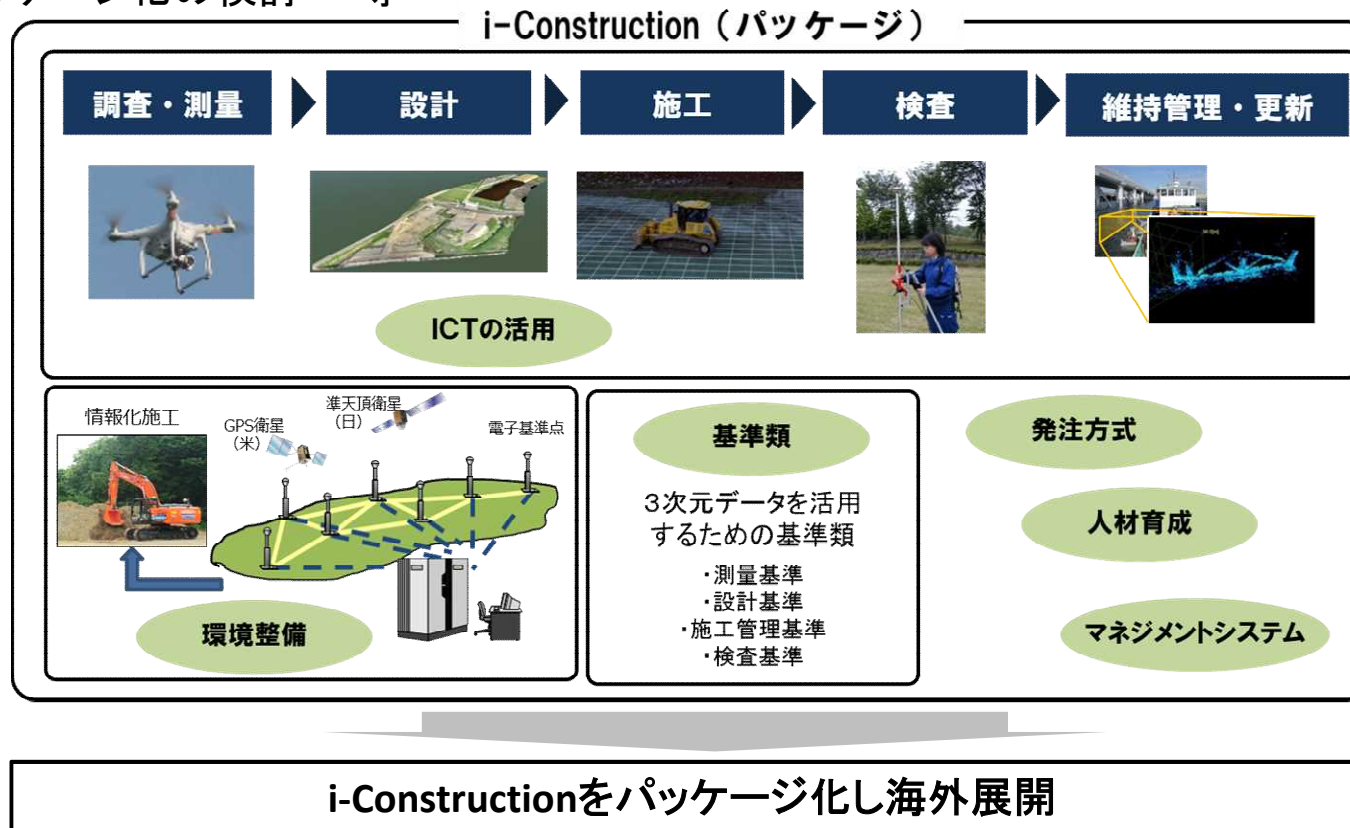 i-Construction（パッケージ）
調査・測量
設計
施工
検査
維持管理・更新
ICTの活用
情報化施工
GPS衛星
（米）
準天頂衛星
（日）
電子基準点
環境整備
基準類
３次元データを活用
するための基準類
・測量基準
・設計基準
・施工管理基準
・検査基準
発注方式
人材育成
マネジメントシステム
i-Constructionをパッケージ化し海外展開